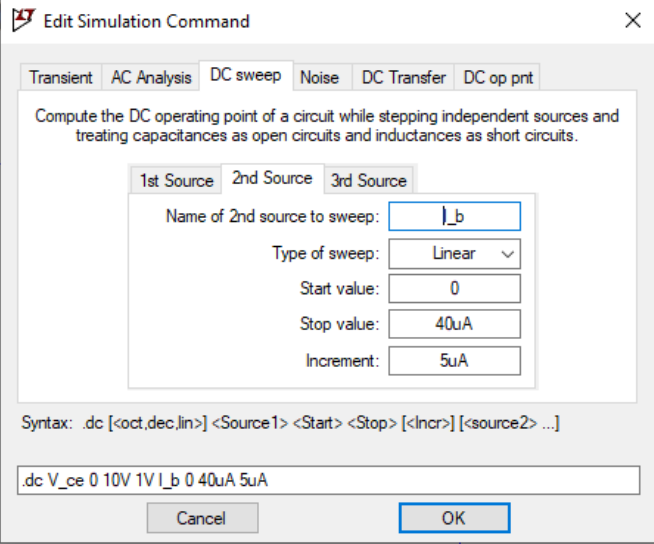 Edit Simulation Command
Transient AC Analysis DC sweep Noise DC Transfer DC op pnt
Compute the DC operating point of a circuit while stepping independent sources and
treating capacitances as open circuits and inductances as short circuits.
1st Source 2nd Source 3rd Source
Name of 2nd source to sweep: I_b
Type of sweep: Linear
Start value: 0
Stop value: 40uA
Increment: 5uA
Syntax: .dc [<oct,dec,lin>] <Source1> <Start> <Stop> [<Incr>] [<source2> ...]
.dc V_ce 0 10V 1V I_b 0 40uA 5uA
Cancel OK